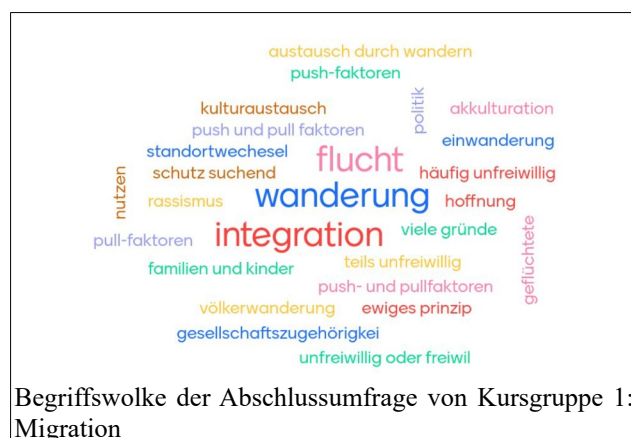 austausch durch wandern
push-faktoren
kulturaustausch
politik
akkulturation
push und pull faktoren
einwanderung
standortwechesel
flucht
schutz suchend
häufig unfreiwillig
nutzen
rassismus
wanderung
hoffnung
pull-faktoren
integration
viele gründe
geflüchtete
familien und kinder
teils unfreiwillig
push- und pullfaktoren
völkerwanderung
ewiges prinzip
gesellschaftszugehörigkei
unfreiwillig oder freiwil
Begriffswolke der Abschlussumfrage von Kursgruppe 1:
Migration